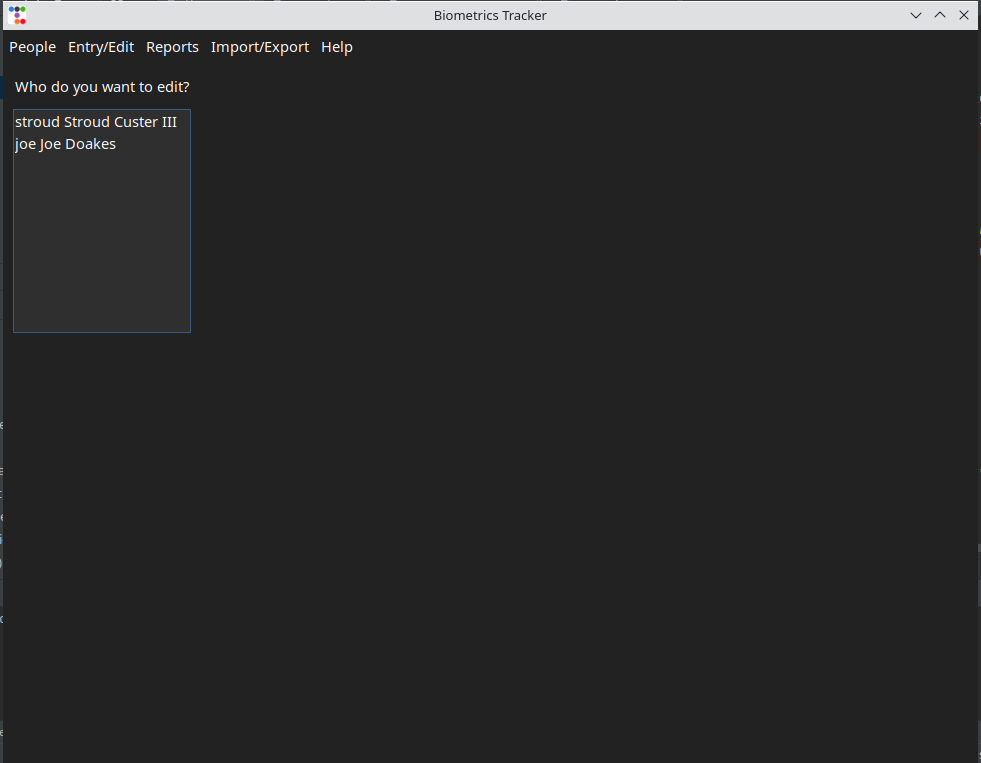 Biometrics Tracker
People Entry/Edit Reports Import/Export Help
Who do you want to edit?
stroud Stroud Custer III
joe Joe Doakes